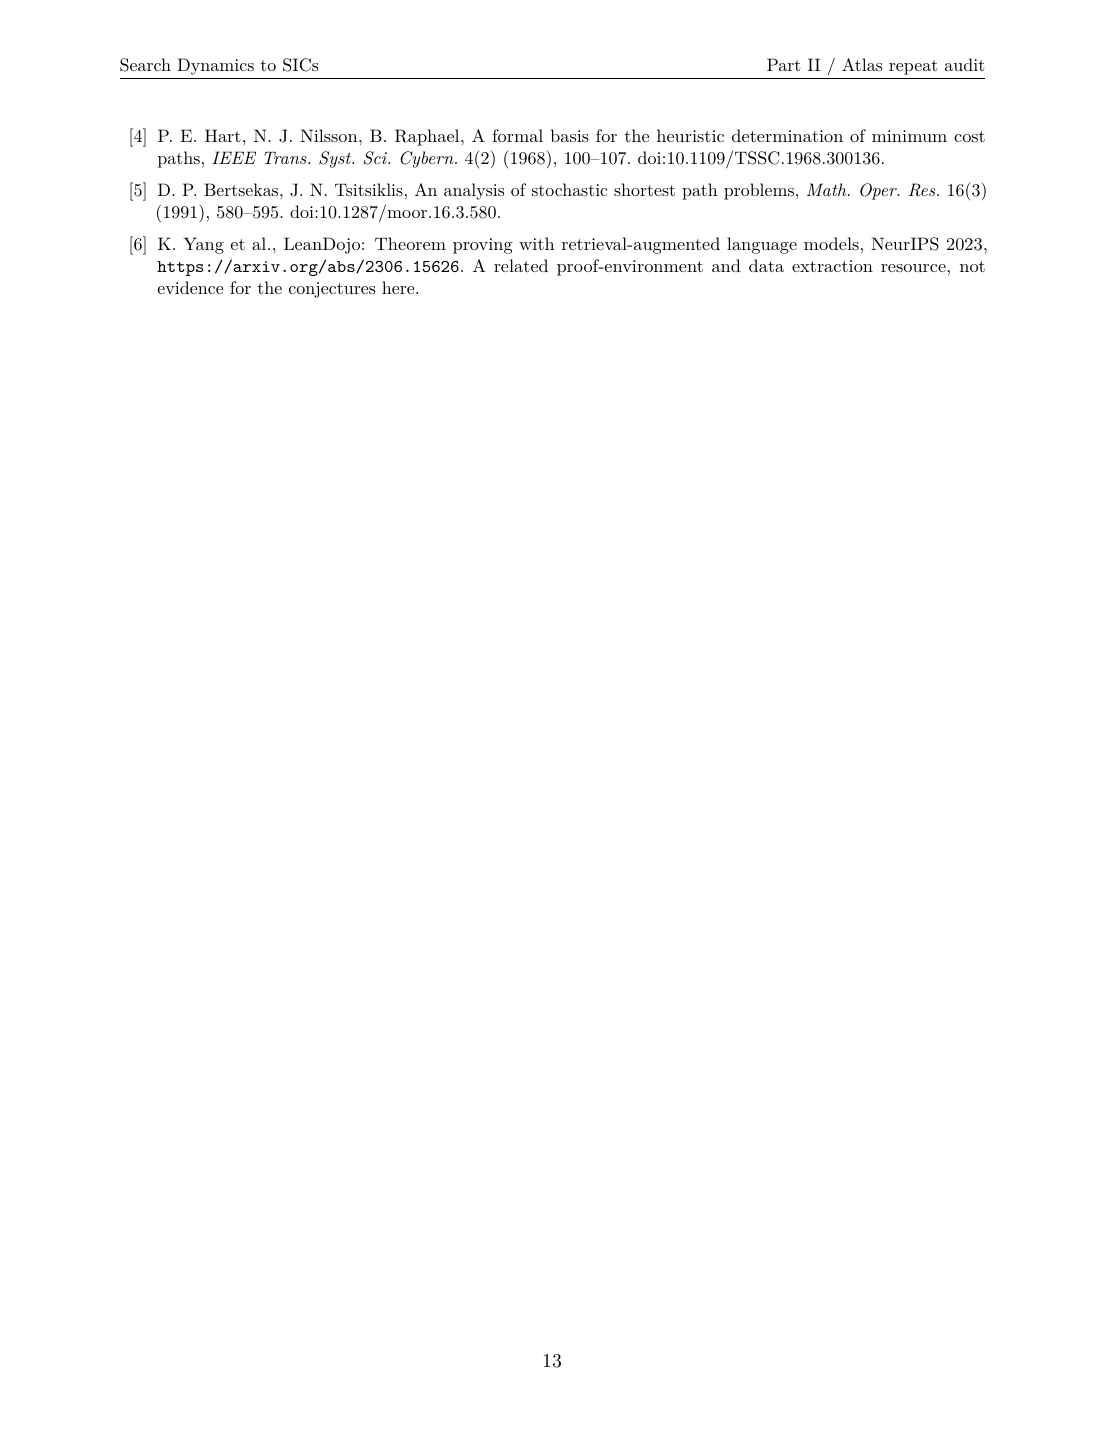 Search Dynamics to SICs Part II / Atlas repeat audit
[4] P. E. Hart, N. J. Nilsson, B. Raphael, A formal basis for the heuristic determination of minimum cost
paths, IEEE Trans. Syst. Sci. Cybern. 4(2) (1968), 100–107. doi:10.1109/TSSC.1968.300136.
[5] D. P. Bertsekas, J. N. Tsitsiklis, An analysis of stochastic shortest path problems, Math. Oper. Res. 16(3)
(1991), 580–595. doi:10.1287/moor.16.3.580.
[6] K. Yang et al., LeanDojo: Theorem proving with retrieval-augmented language models, NeurIPS 2023,
https://arxiv.org/abs/2306.15626. A related proof-environment and data extraction resource, not
evidence for the conjectures here.
13